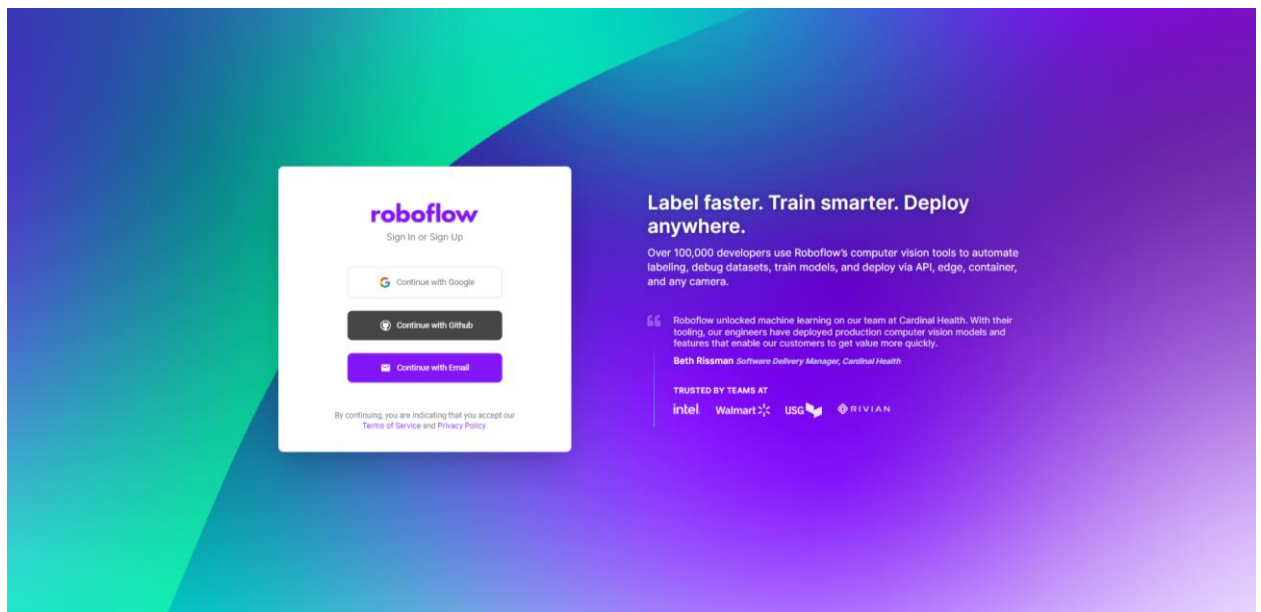 roboflow
Sign In or Sign Up
Continue with Google
Continue with Github
Continue with Email
By continuing, you are indicating that you accept our
Terms of Service and Privacy Policy.
Label faster. Train smarter. Deploy
anywhere.
Over 100,000 developers use Roboflow's computer vision tools to automate
labeling, debug datasets, train models, and deploy via API, edge, container,
and any camera.
Roboflow unlocked machine learning on our team at Cardinal Health. With their
tooling, our engineers have deployed production computer vision models and
features that enable our customers to get value more quickly.
Beth Rissman Software Delivery Manager, Cardinal Health
TRUSTED BY TEAMS AT
intel Walmart USG RIVIAN